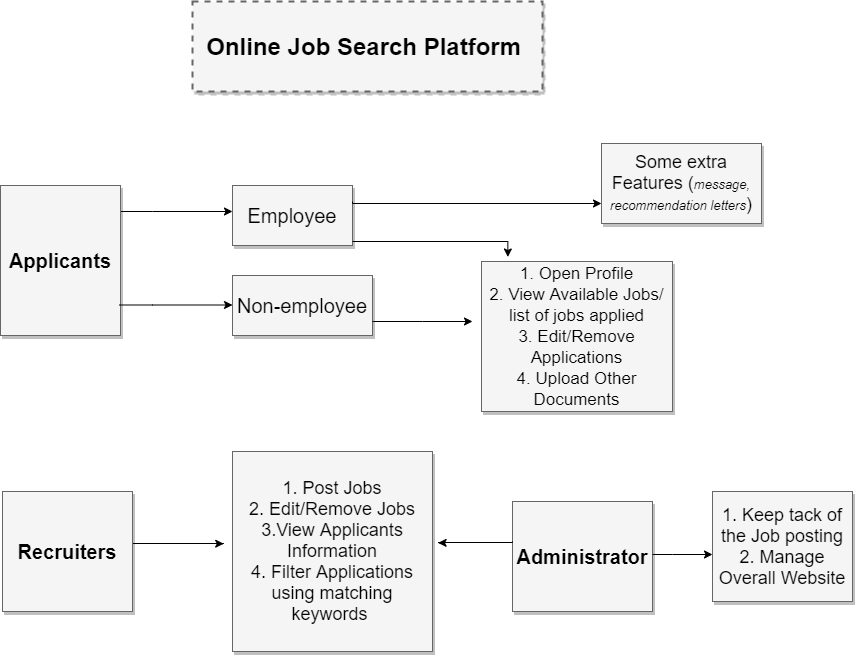 Online Job Search Platform
Some extra
Features (message,
recommendation letters)
Employee
Applicants
Non-employee
1. Open Profile
2. View Available Jobs/
list of jobs applied
3. Edit/Remove
Applications
4. Upload Other
Documents
Recruiters
1. Post Jobs
2. Edit/Remove Jobs
3.View Applicants
Information
4. Filter Applications
using matching
keywords
Administrator
1. Keep tack of
the Job posting
2. Manage
Overall Website